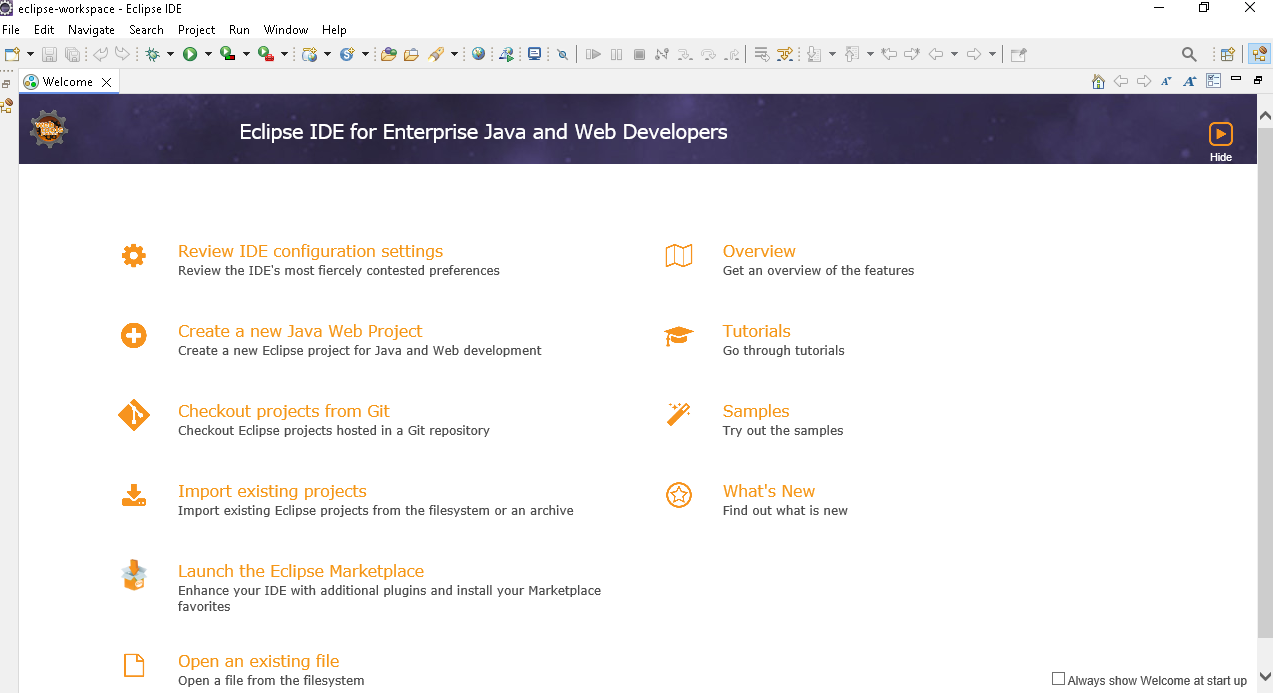 eclipse-workspace - Eclipse IDE
File Edit Navigate Search Project Run Window Help
Welcome
Eclipse IDE for Enterprise Java and Web Developers
Hide
Review IDE configuration settings
Review the IDE's most fiercely contested preferences
Overview
Get an overview of the features
Create a new Java Web Project
Create a new Eclipse project for Java and Web development
Tutorials
Go through tutorials
Checkout projects from Git
Checkout Eclipse projects hosted in a Git repository
Samples
Try out the samples
Import existing projects
Import existing Eclipse projects from the filesystem or an archive
What's New
Find out what is new
Launch the Eclipse Marketplace
Enhance your IDE with additional plugins and install your Marketplace
favorites
Open an existing file
Open a file from the filesystem
Always show Welcome at start up